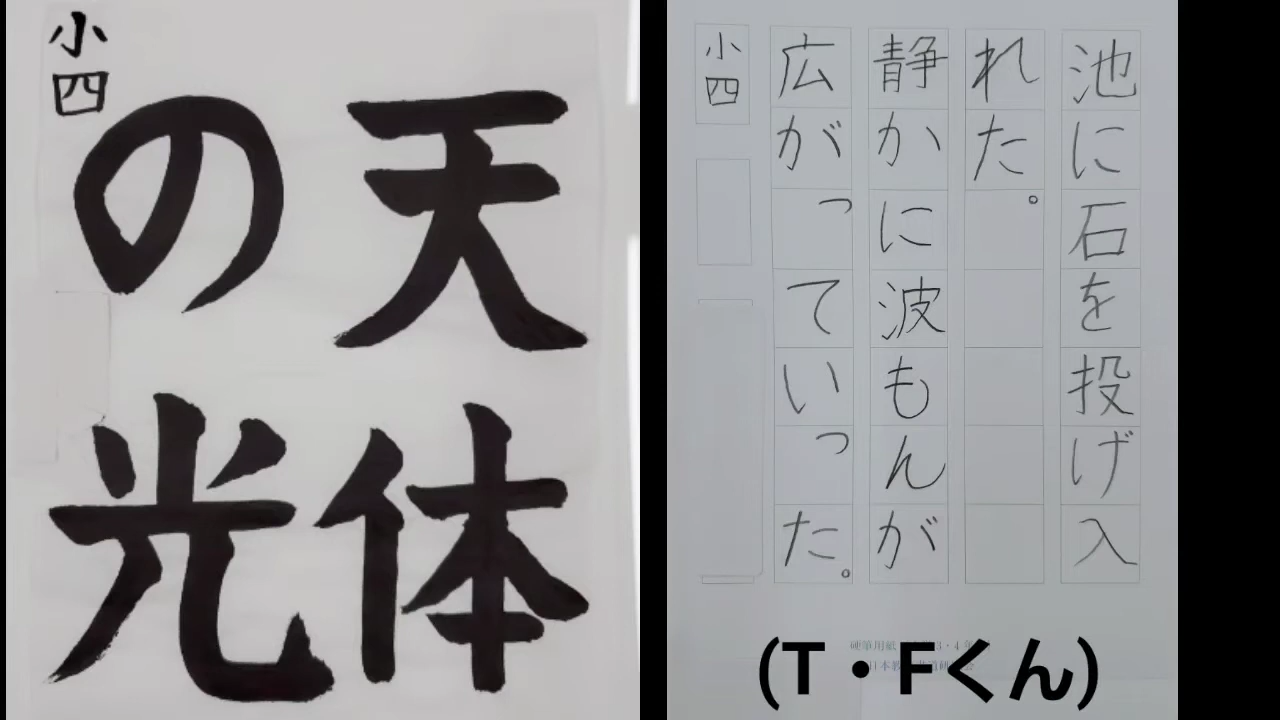 天体
の光
小四
池に石を投げ入
れた。
静かに波もんが
広がっていった。
小四
(T・Fくん)